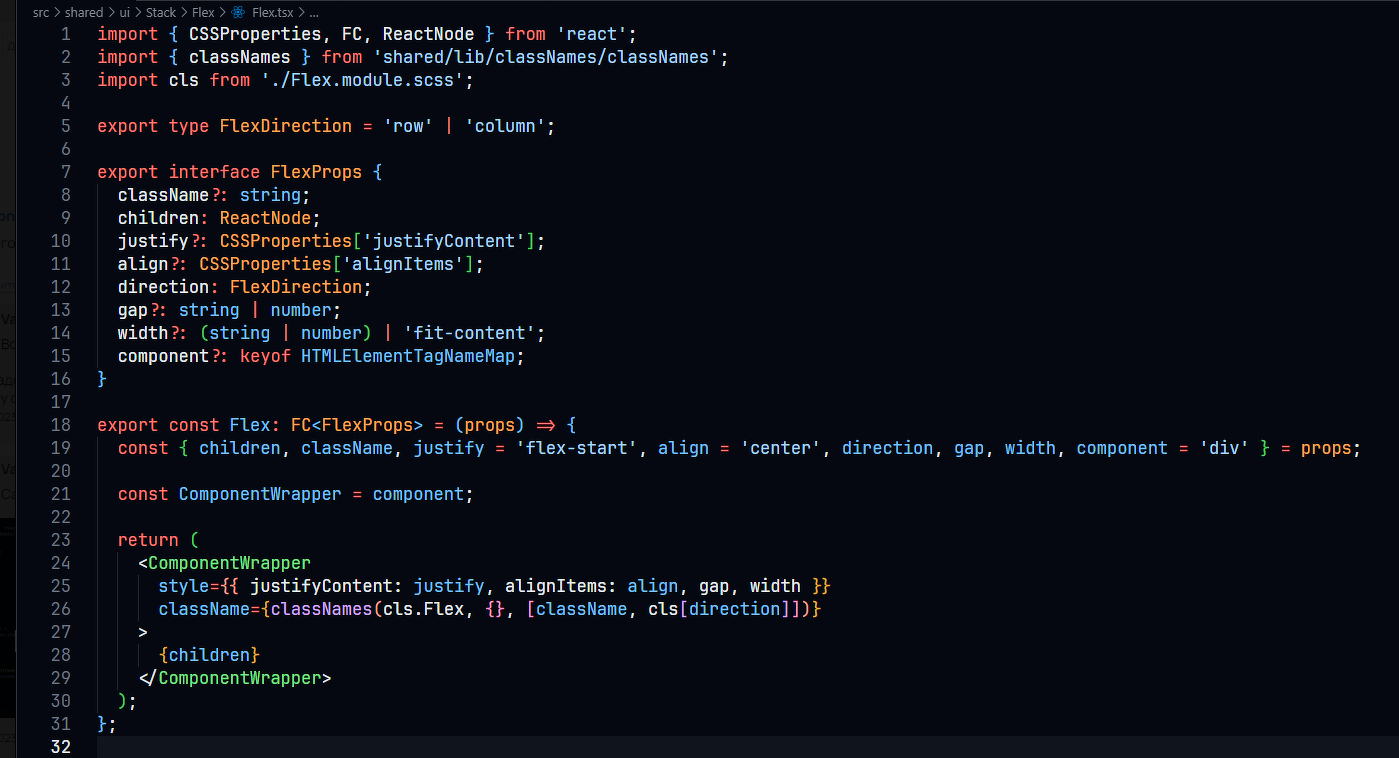 src > shared > ui > Stack > Flex > Flex.tsx > ...
1 import { CSSProperties, FC, ReactNode } from 'react';
2 import { classNames } from 'shared/lib/classNames/classNames';
3 import cls from './Flex.module.scss';
4
5 export type FlexDirection = 'row' | 'column';
6
7 export interface FlexProps {
8   className?: string;
9   children: ReactNode;
10   justify?: CSSProperties['justifyContent'];
11   align?: CSSProperties['alignItems'];
12   direction: FlexDirection;
13   gap?: string | number;
14   width?: (string | number) | 'fit-content';
15   component?: keyof HTMLElementTagNameMap;
16 }
17
18 export const Flex: FC<FlexProps> = (props) => {
19   const { children, className, justify = 'flex-start', align = 'center', direction, gap, width, component = 'div' } = props;
20
21   const ComponentWrapper = component;
22
23   return (
24     <ComponentWrapper
25       style={{ justifyContent: justify, alignItems: align, gap, width }}
26       className={classNames(cls.Flex, {}, [className, cls[direction]])}
27     >
28       {children}
29     </ComponentWrapper>
30   );
31 };
32